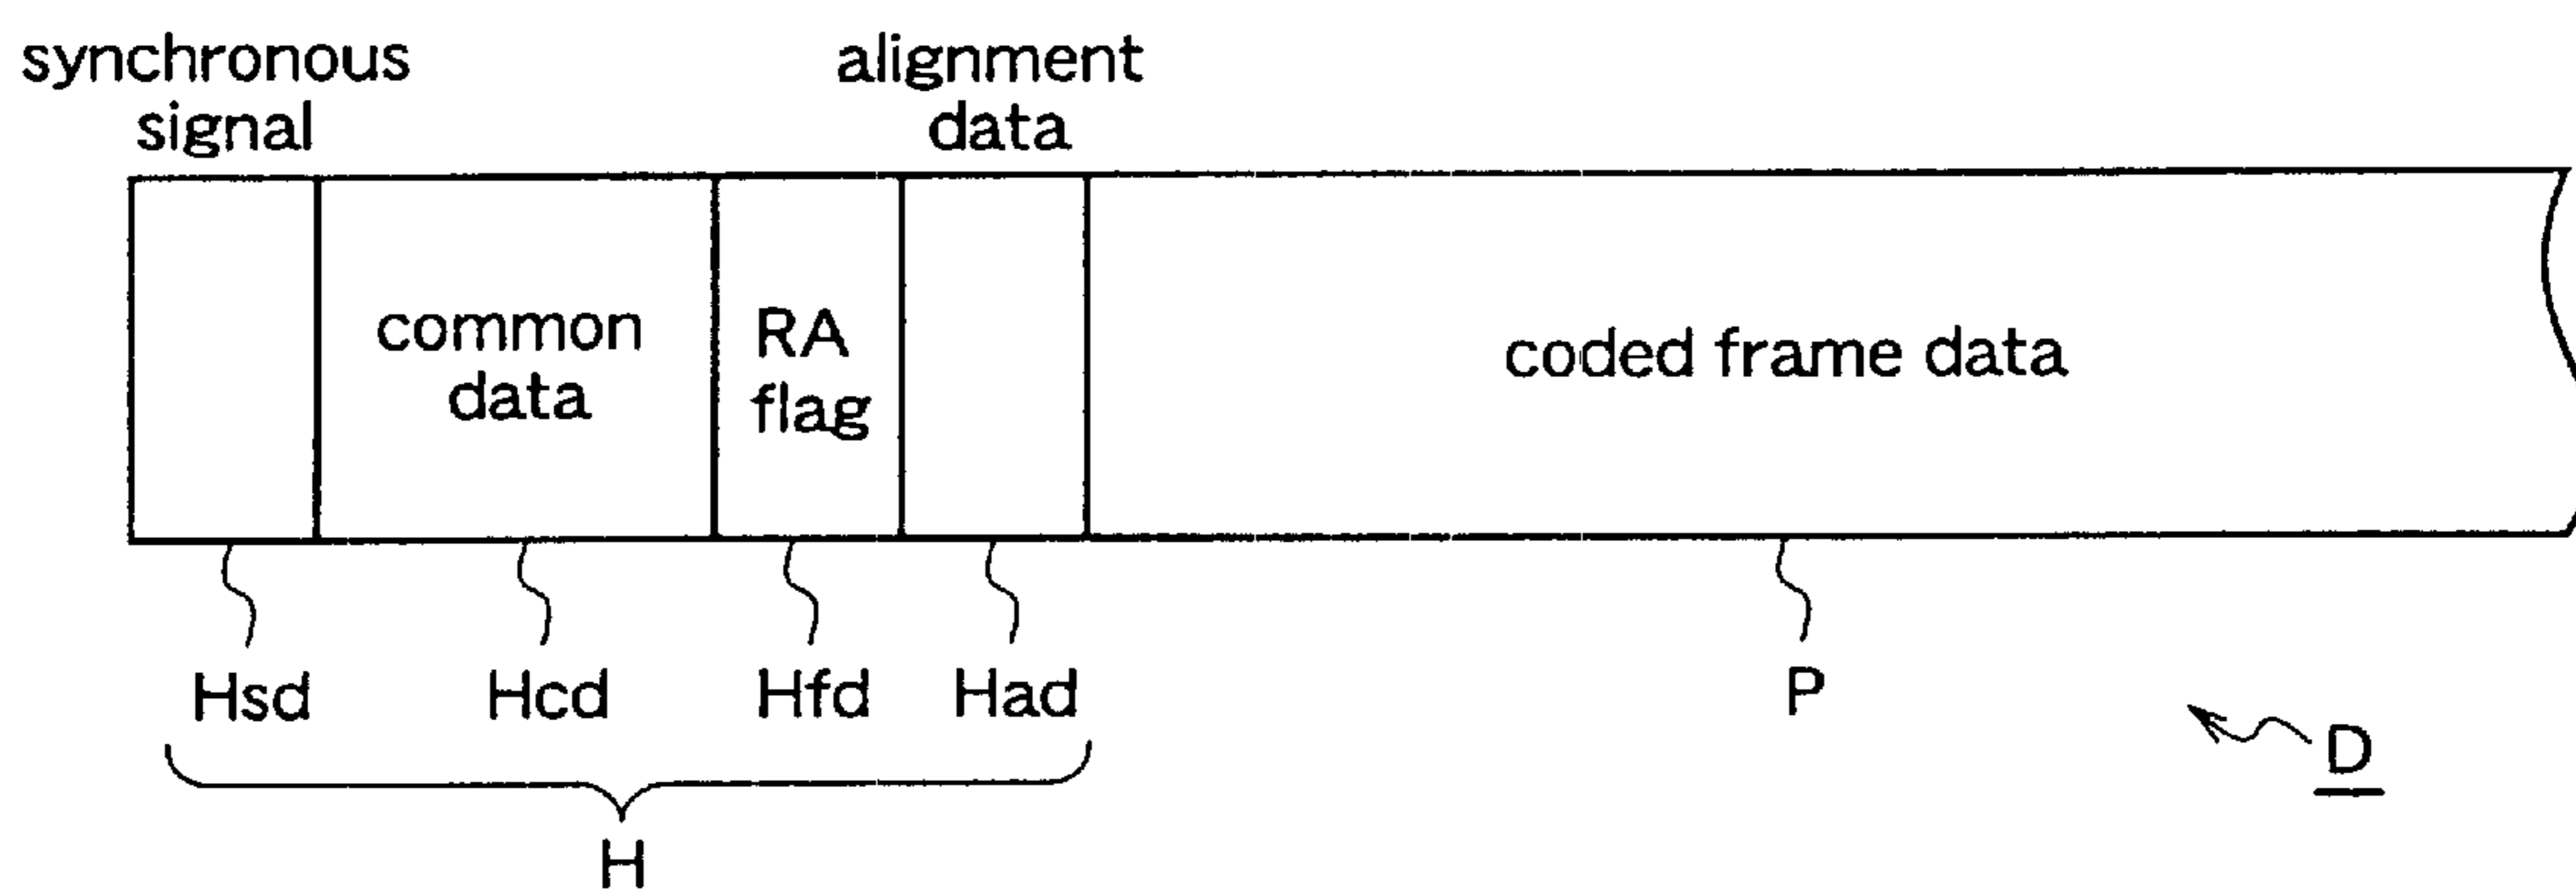 synchronous
signal
alignment
data
common
data
RA
flag
coded frame data
Hsd
Hcd
Hfd
Had
P
D
H